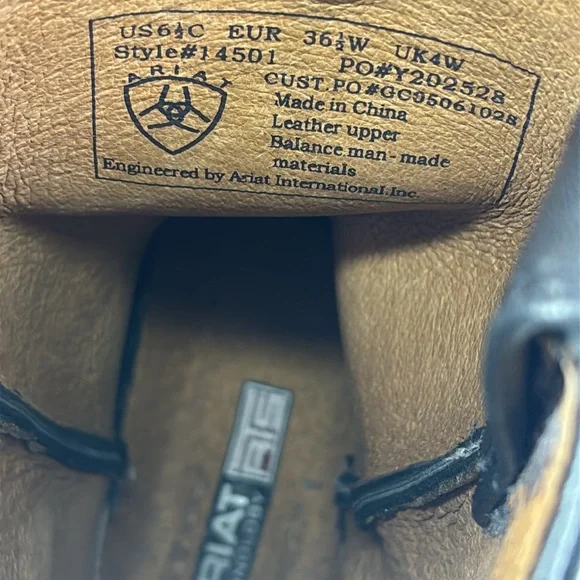 US6½C EUR 36½W UK4W
Style#14501 PO#Y202528
ARIAT CUST.PO#GC95061028
Made in China
Leather upper
Balance man-made
materials
Engineered by Ariat International.Inc.
ARIAT